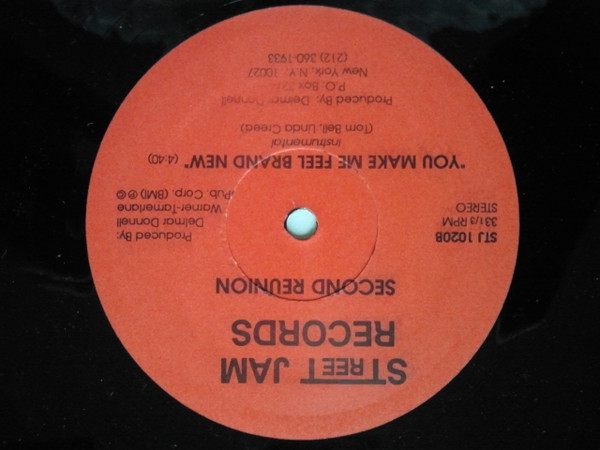 STREET JAM
RECORDS
SECOND REUNION
STJ 1020B
33 1/3 RPM
STEREO
Produced By:
Delmar Donnell
Warner-Tamerlane
Pub. Corp. (BMI) ℗©
"YOU MAKE ME FEEL BRAND NEW" (4:40)
instrumental
(Tom Bell, Linda Creed)
Produced By: Delmar Donnell
P.O. Box
New York, N.Y. 10027
(212) 360-1933